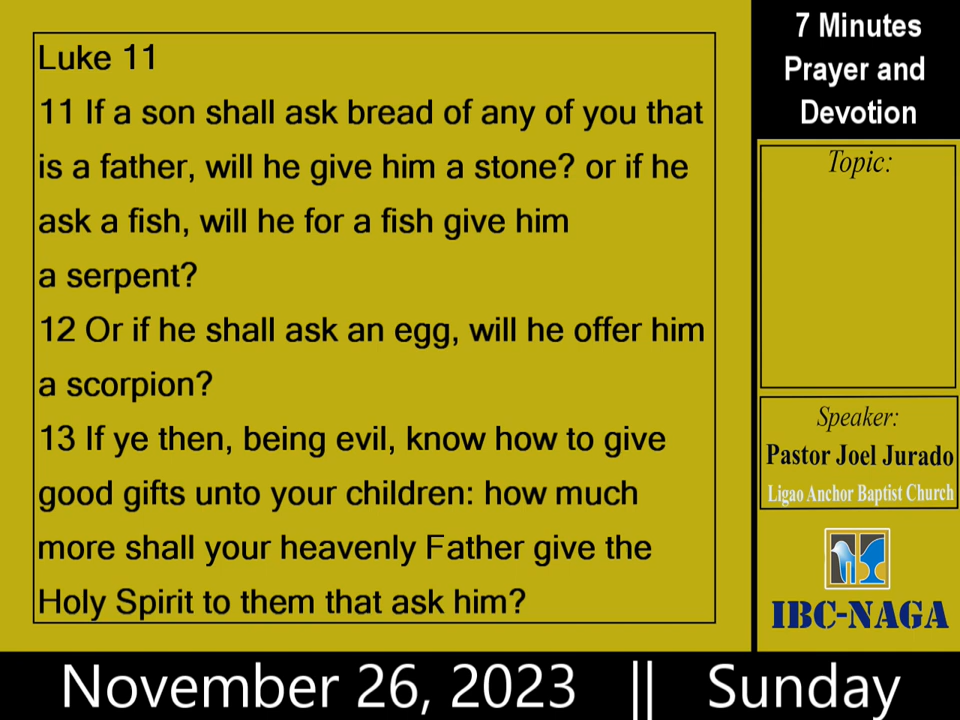 Luke 11
11 If a son shall ask bread of any of you that
is a father, will he give him a stone? or if he
ask a fish, will he for a fish give him
a serpent?
12 Or if he shall ask an egg, will he offer him
a scorpion?
13 If ye then, being evil, know how to give
good gifts unto your children: how much
more shall your heavenly Father give the
Holy Spirit to them that ask him?
7 Minutes
Prayer and
Devotion
Topic:
Speaker:
Pastor Joel Jurado
Ligao Anchor Baptist Church
IBC-NAGA
November 26, 2023 || Sunday